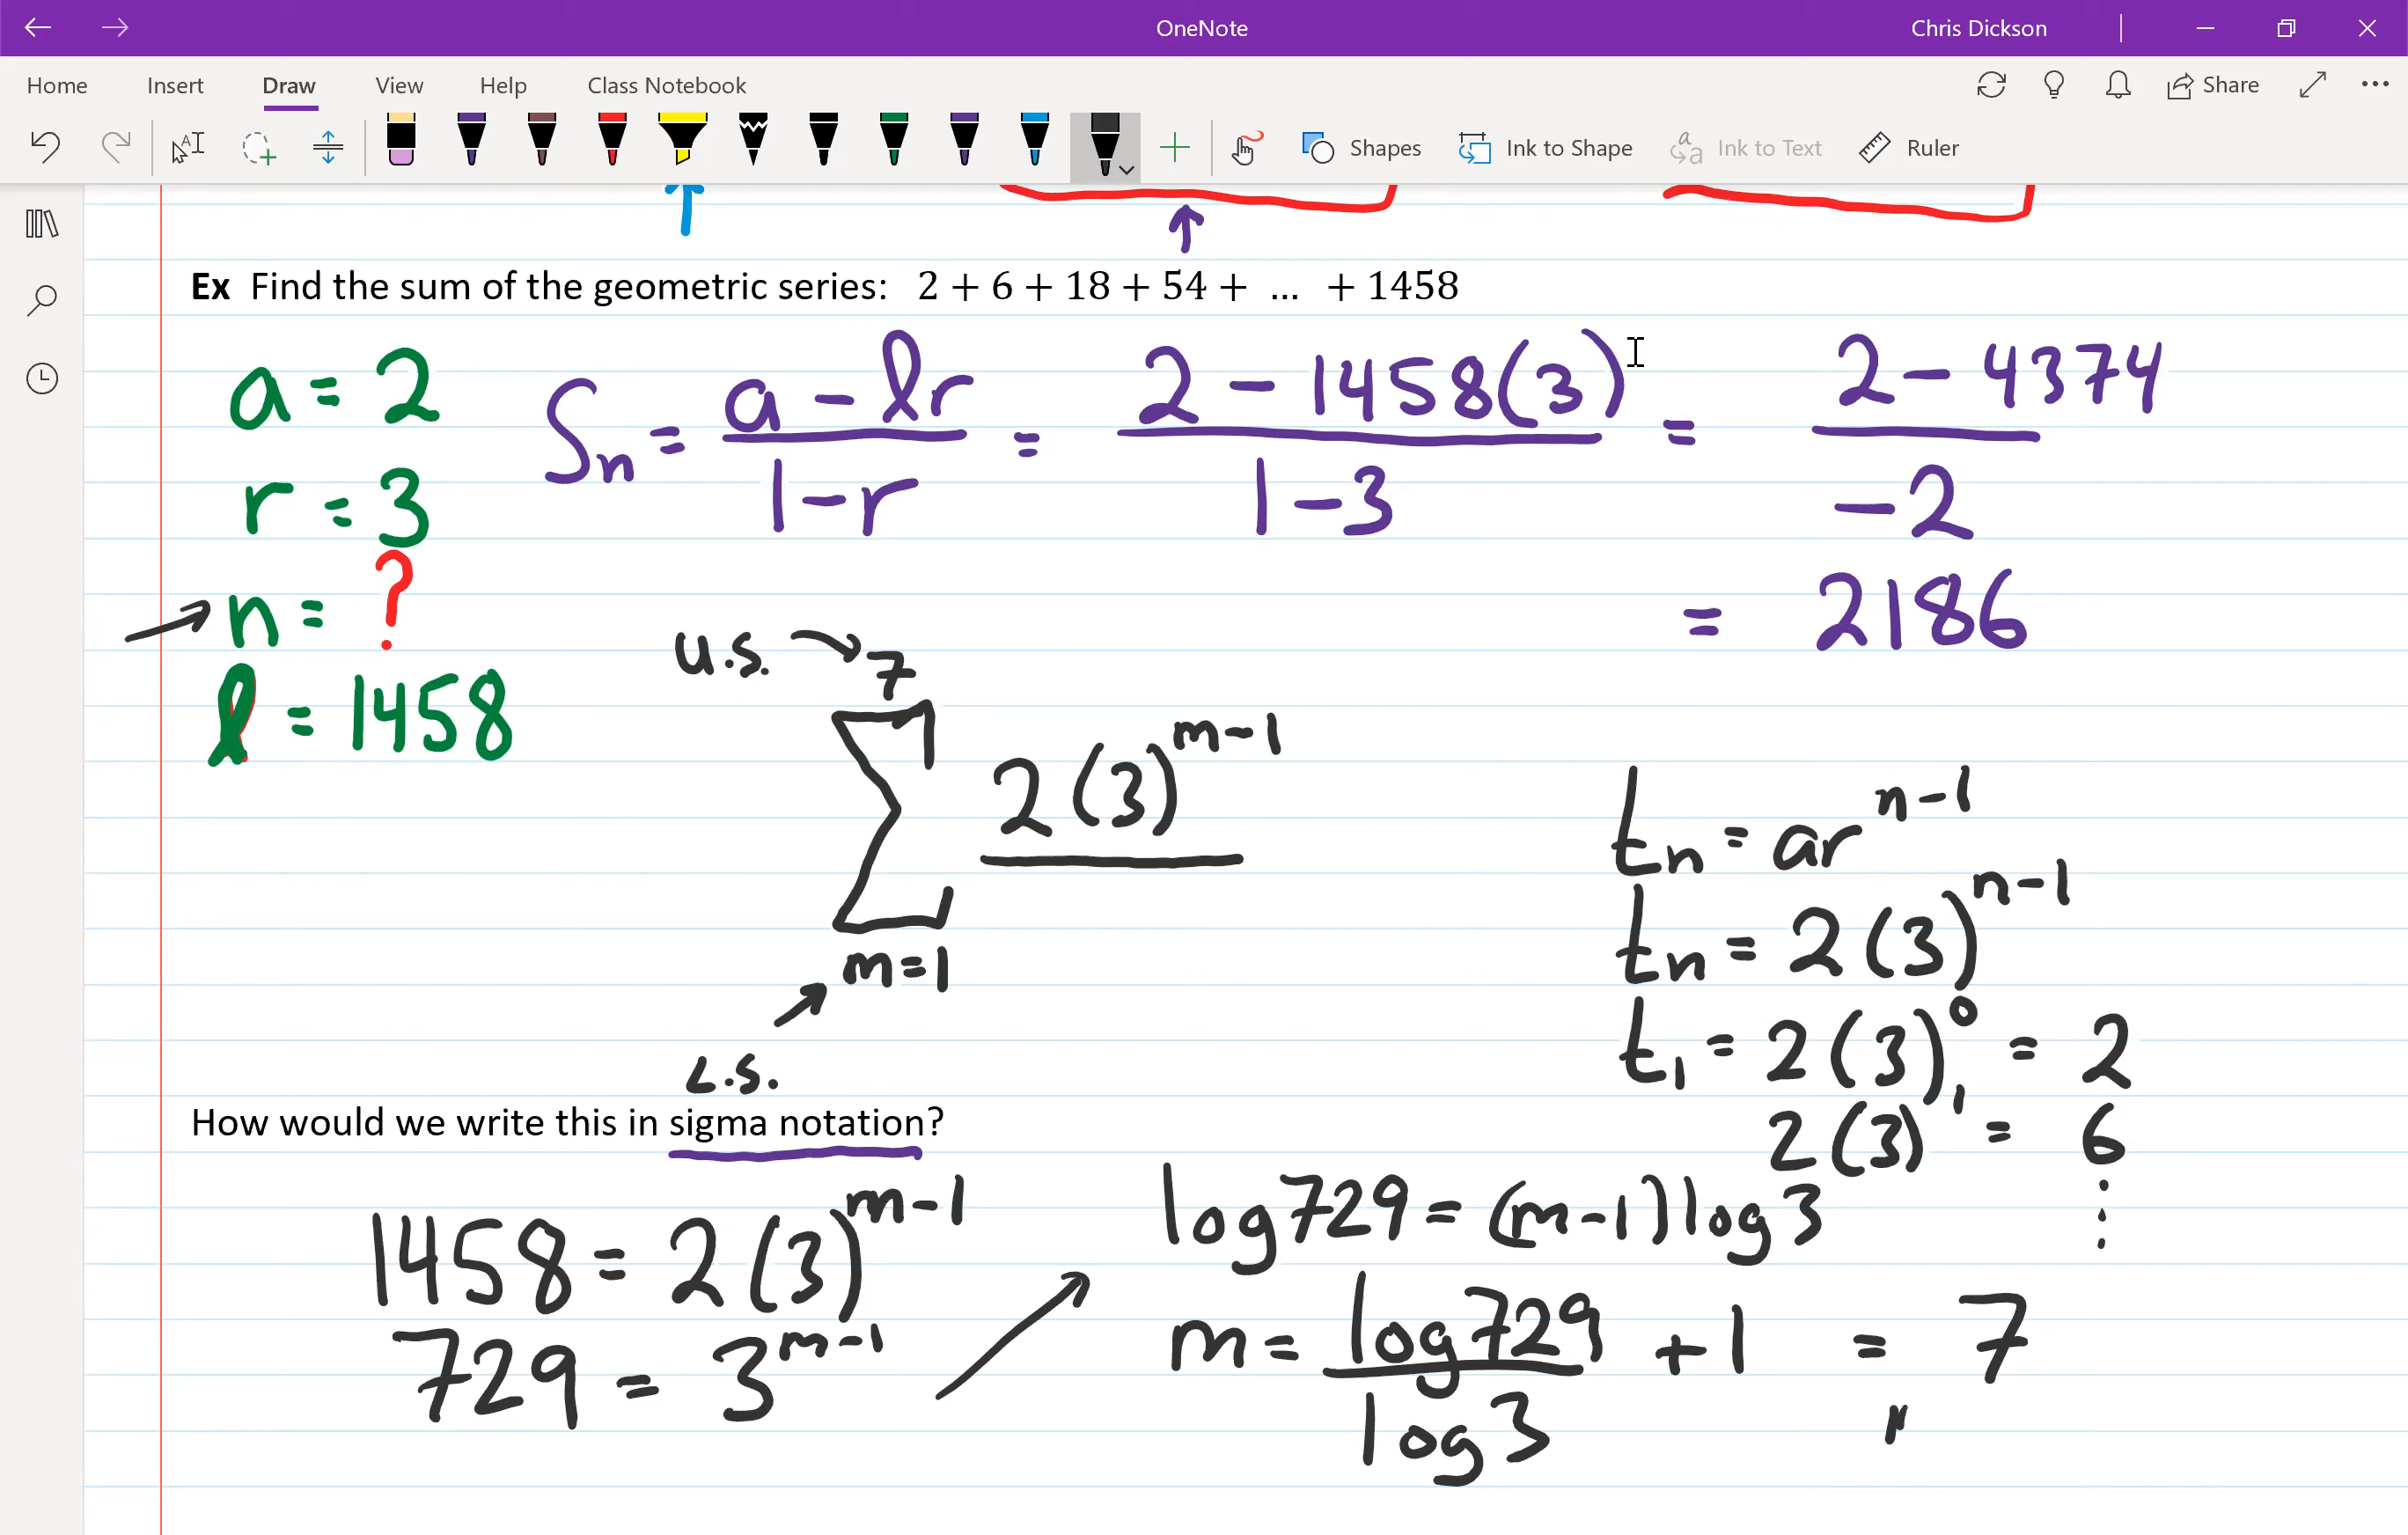 OneNote
Chris Dickson
Home Insert Draw View Help Class Notebook Share
Shapes Ink to Shape Ink to Text Ruler
Ex Find the sum of the geometric series: 2 + 6 + 18 + 54 + … + 1458
a = 2
r = 3
n = ?
l = 1458
Sn = (a − lr)/(1 − r) = (2 − 1458(3))/(1 − 3) = (2 − 4374)/(−2)
= 2186
u.s. → 7
∑ 2(3)^(m−1)
m=1
L.S.
tn = ar^(n−1)
tn = 2(3)^(n−1)
t₁ = 2(3)^0 = 2
2(3)^1 = 6
⋮
How would we write this in sigma notation?
1458 = 2(3)^(m−1)
729 = 3^(m−1)
log729 = (m−1)log3
m = log729/log3 + 1 = 7